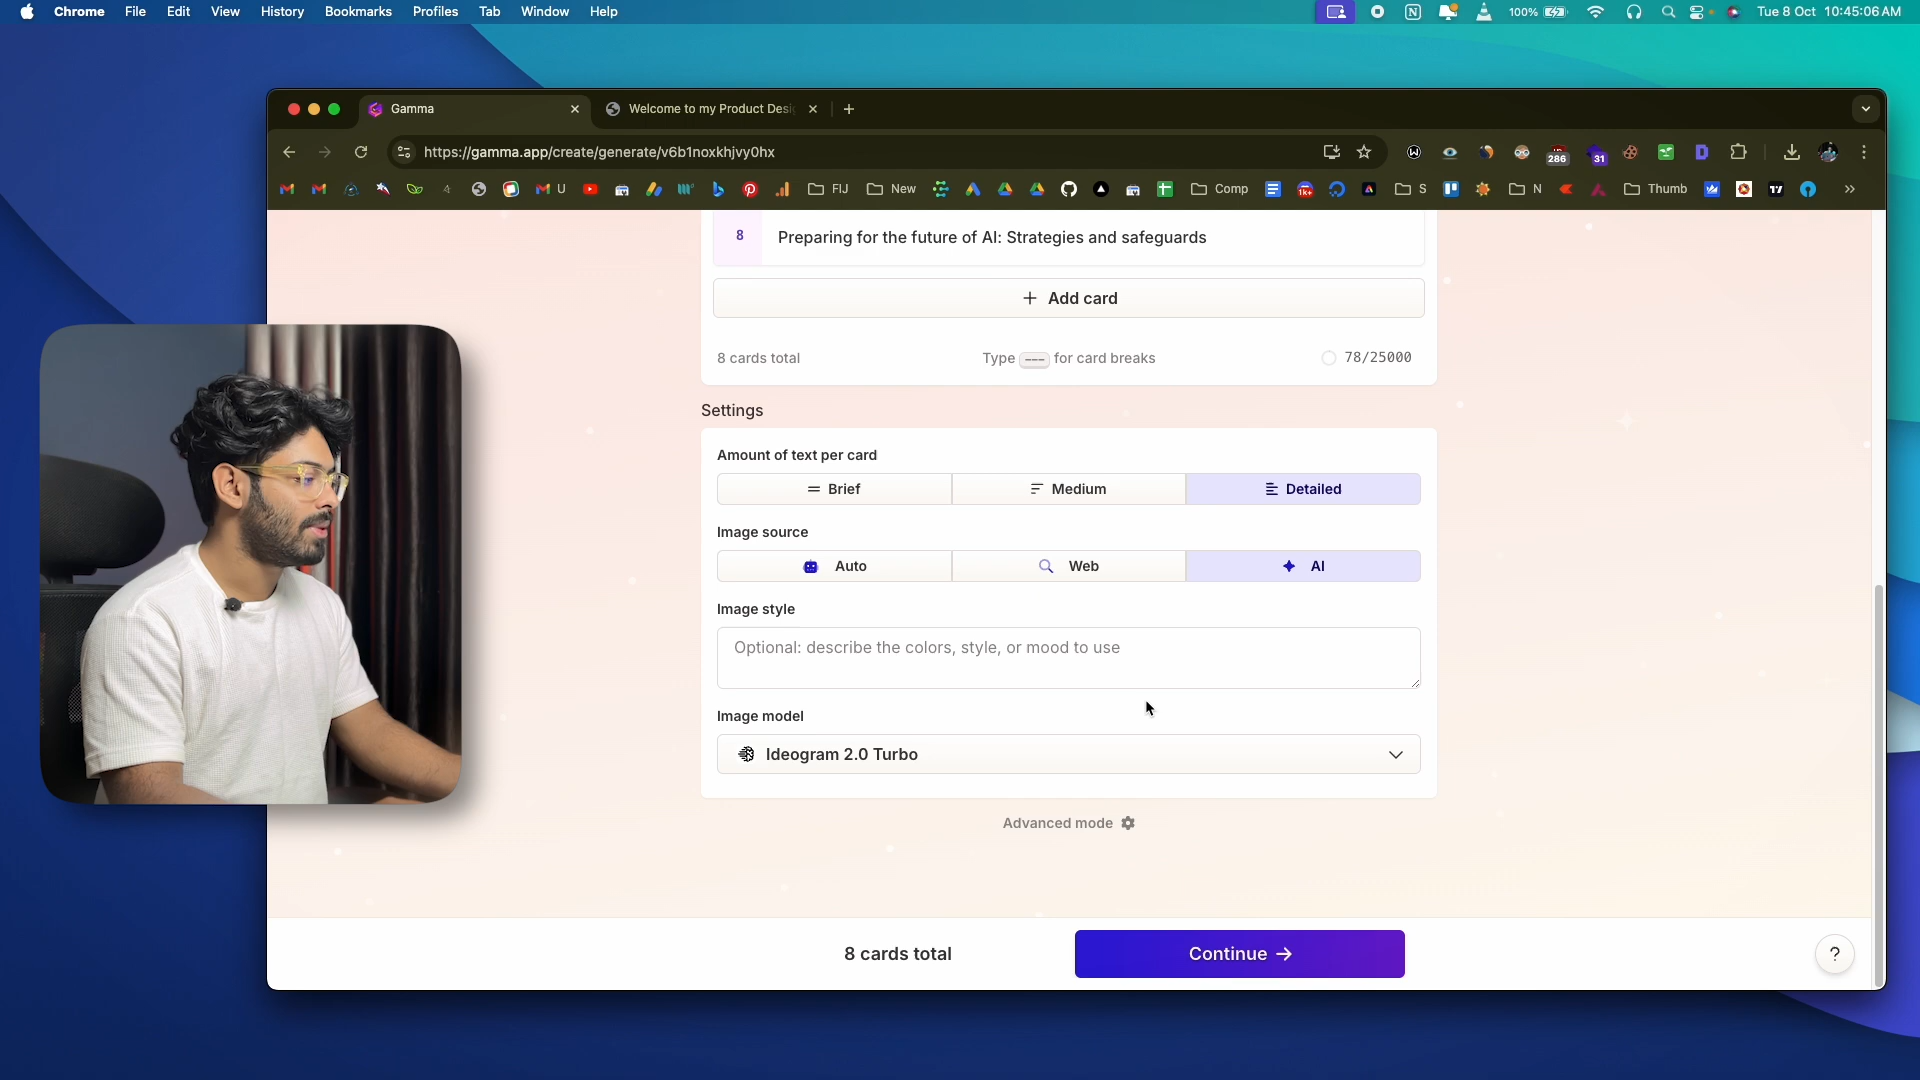 Chrome File Edit View History Bookmarks Profiles Tab Window Help 100% Tue 8 Oct 10:45:06 AM
Gamma Welcome to my Product Desi
https://gamma.app/create/generate/v6b1noxkhjvy0hx 286 31
U FIJ New Comp 1k+ S N Thumb
8 Preparing for the future of AI: Strategies and safeguards
+ Add card
8 cards total Type --- for card breaks 78/25000
Settings
Amount of text per card
Brief Medium Detailed
Image source
Auto Web AI
Image style
Optional: describe the colors, style, or mood to use
Image model
Ideogram 2.0 Turbo
Advanced mode
8 cards total Continue → ?